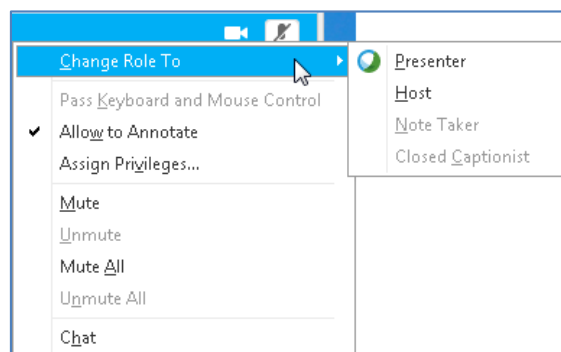 Change Role To
Presenter
Host
Note Taker
Closed Captionist
Pass Keyboard and Mouse Control
Allow to Annotate
Assign Privileges...
Mute
Unmute
Mute All
Unmute All
Chat